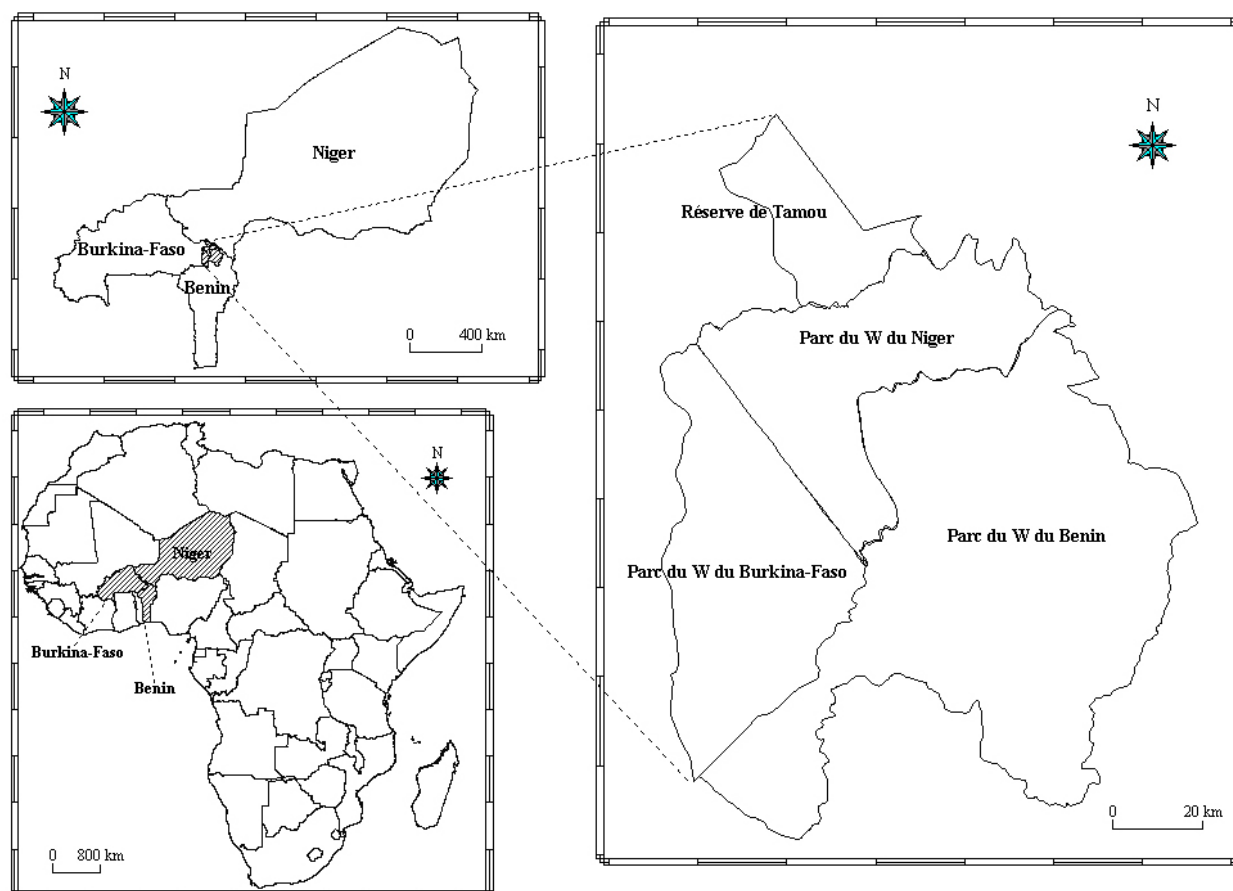 N
Niger
Burkina-Faso
Benin
0 400 km
N
Niger
Burkina-Faso
Benin
0 800 km
N
Réserve de Tamou
Parc du W du Niger
Parc du W du Benin
Parc du W du Burkina-Faso
0 20 km